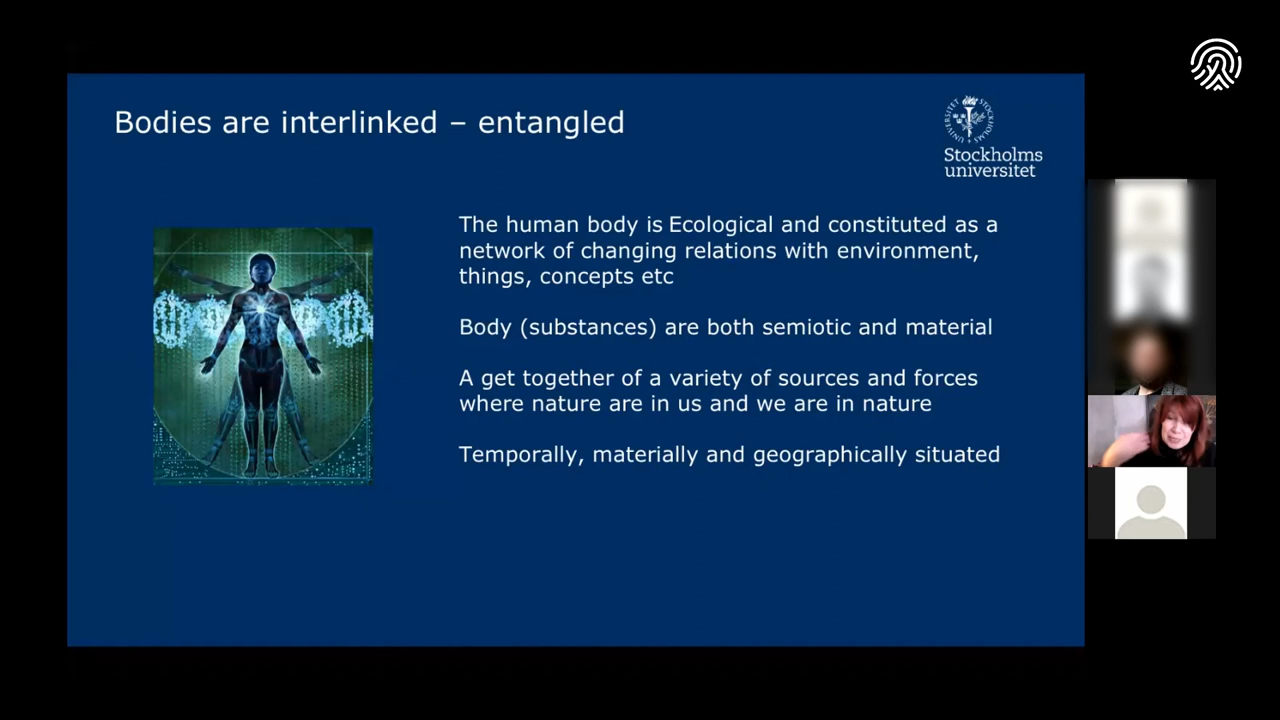 Bodies are interlinked – entangled
STOCKHOLMS UNIVERSITET
Stockholms
universitet
The human body is Ecological and constituted as a
network of changing relations with environment,
things, concepts etc
Body (substances) are both semiotic and material
A get together of a variety of sources and forces
where nature are in us and we are in nature
Temporally, materially and geographically situated